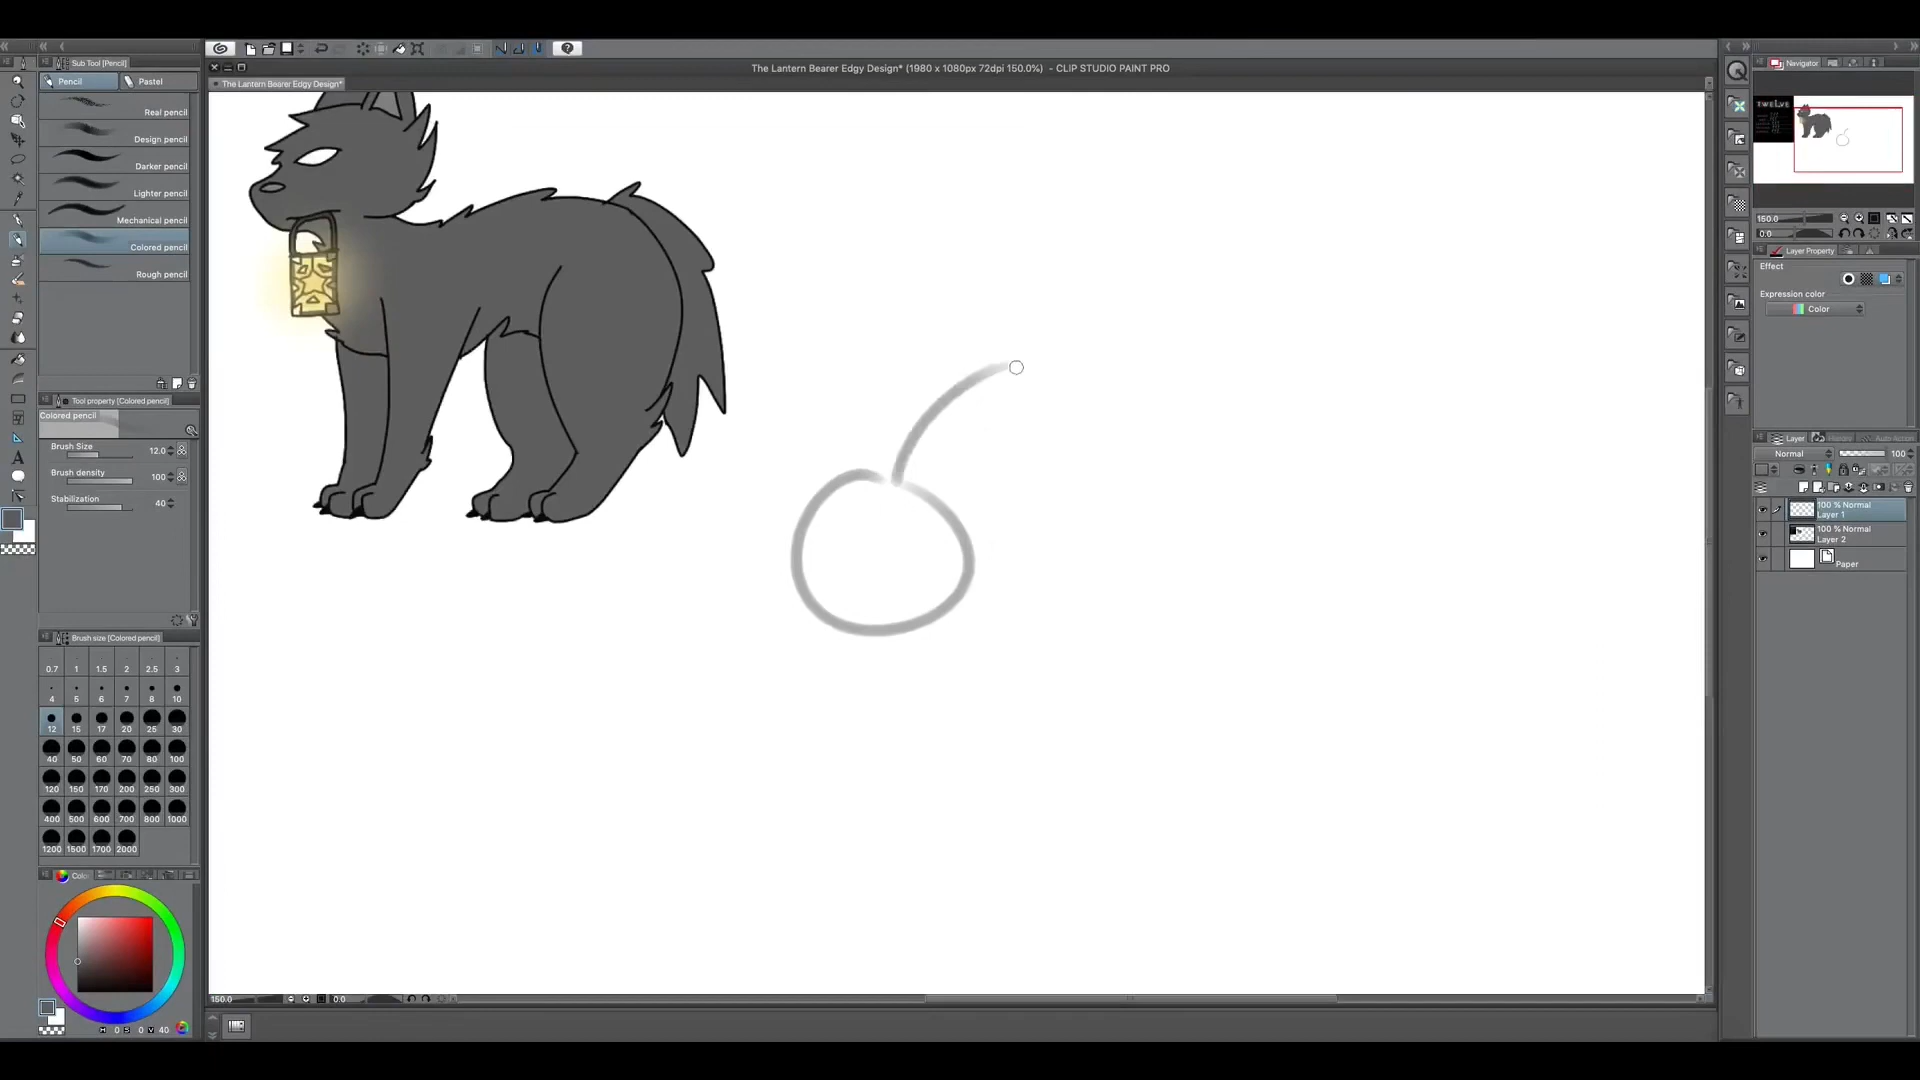 The Lantern Bearer Edgy Design* (1980 x 1080px 72dpi 150.0%) - CLIP STUDIO PAINT PRO
The Lantern Bearer Edgy Design*
Sub Tool [Pencil]
Pencil
Pastel
Real pencil
Design pencil
Darker pencil
Lighter pencil
Mechanical pencil
Colored pencil
Rough pencil
Tool property [Colored pencil]
Colored pencil
Brush Size 12.0
Brush density 100
Stabilization 40
Brush size [Colored pencil]
0.7 1 1.5 2 2.5 3
4 5 6 7 8 10
12 15 17 20 25 30
40 50 60 70 80 100
120 150 170 200 250 300
400 500 600 700 800 1000
1200 1500 1700 2000
Colo
H 0 S 0 V 40
150.0 0.0
Navigator
TWELVE
150.0
0.0
Layer Property
Effect
Expression color
Color
Layer History Auto Action
Normal 100
100 % Normal
Layer 1
100 % Normal
Layer 2
Paper